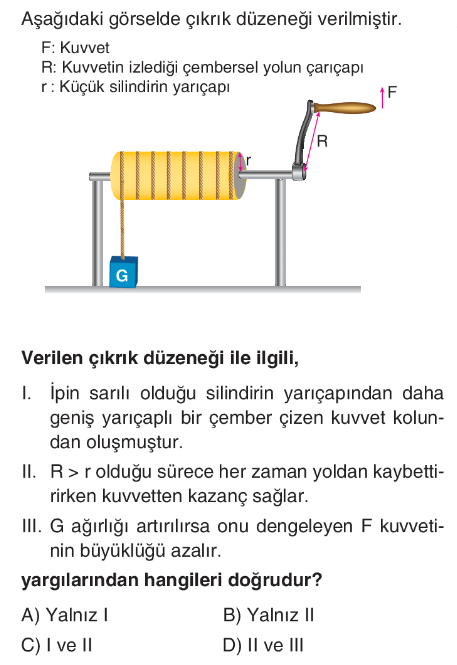 Aşağıdaki görselde çıkrık düzeneği verilmiştir.
F: Kuvvet
R: Kuvvetin izlediği çembersel yolun çarıçapı
r : Küçük silindirin yarıçapı
F
R
r
G
Verilen çıkrık düzeneği ile ilgili,
I. İpin sarılı olduğu silindirin yarıçapından daha
geniş yarıçaplı bir çember çizen kuvvet kolun-
dan oluşmuştur.
II. R > r olduğu sürece her zaman yoldan kaybetti-
rirken kuvvetten kazanç sağlar.
III. G ağırlığı artırılırsa onu dengeleyen F kuvveti-
nin büyüklüğü azalır.
yargılarından hangileri doğrudur?
A) Yalnız I B) Yalnız II
C) I ve II D) II ve III